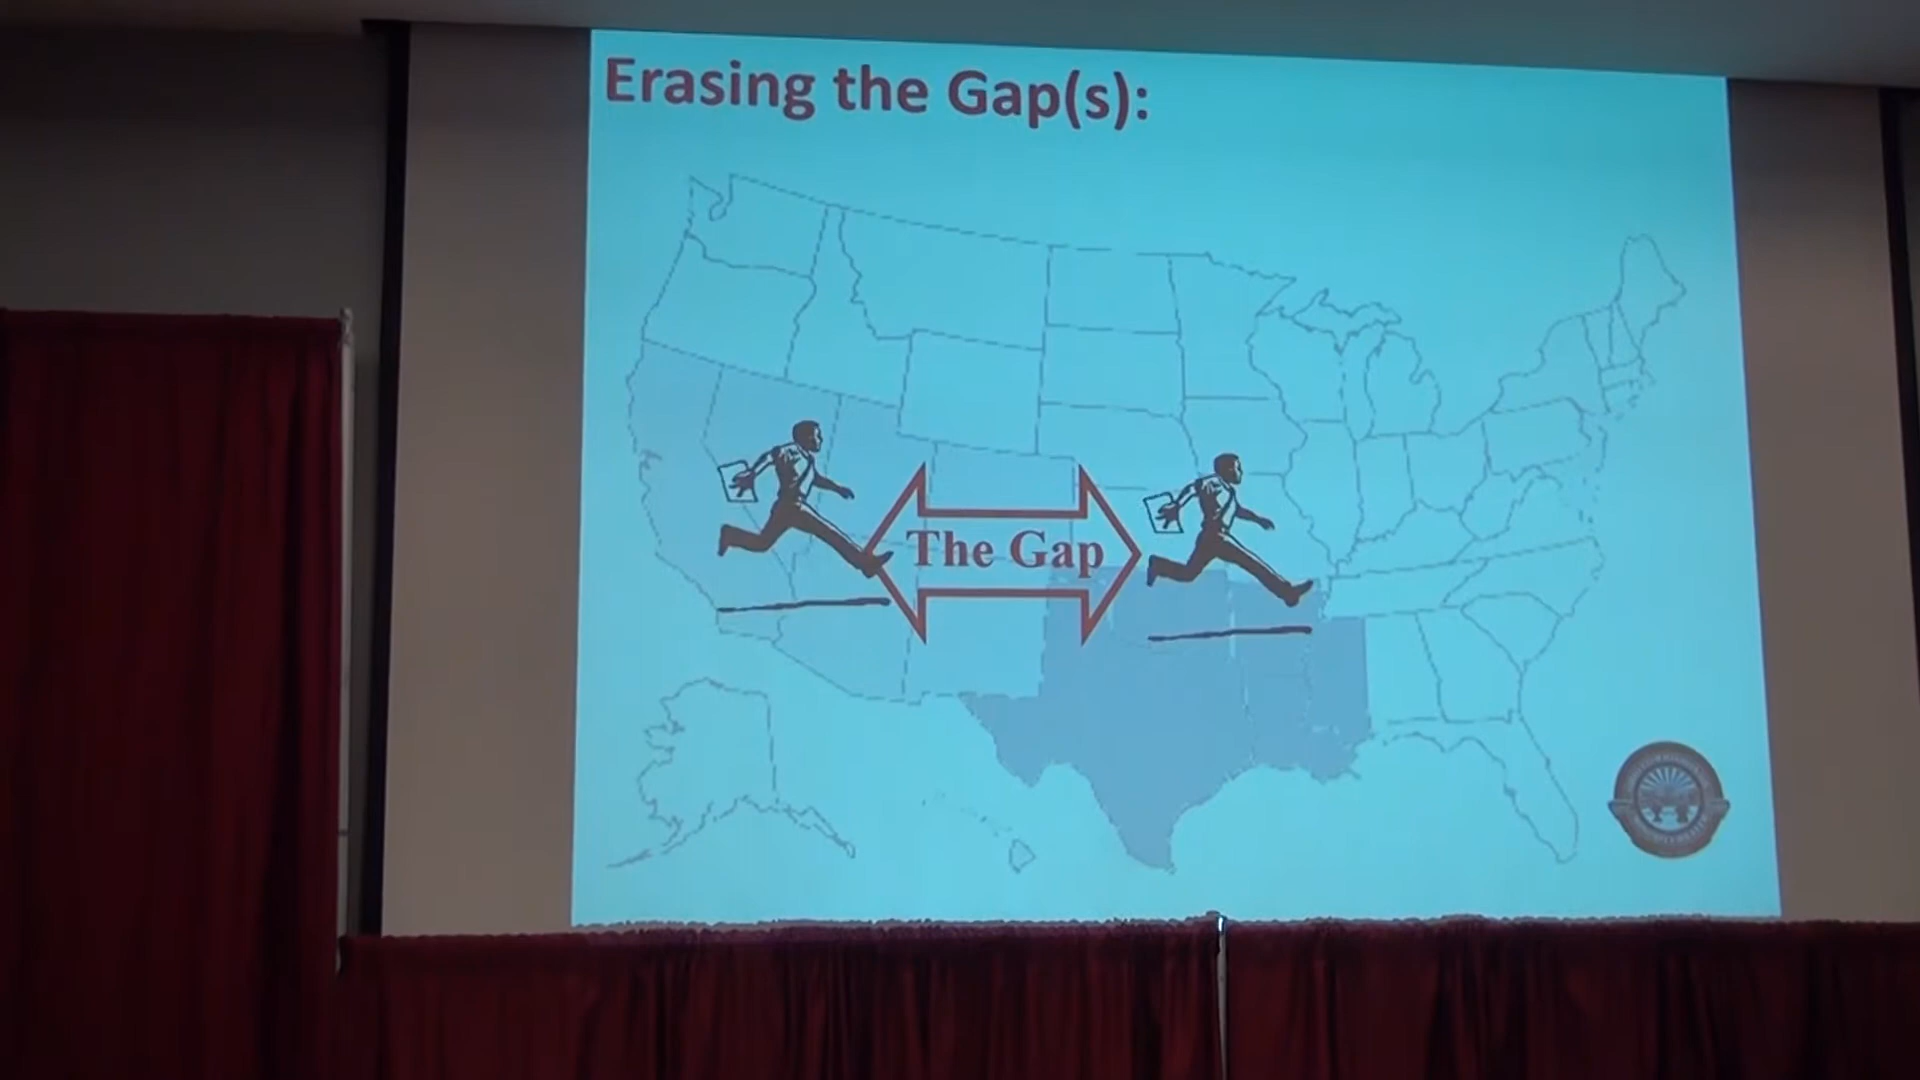 Erasing the Gap(s):
The Gap